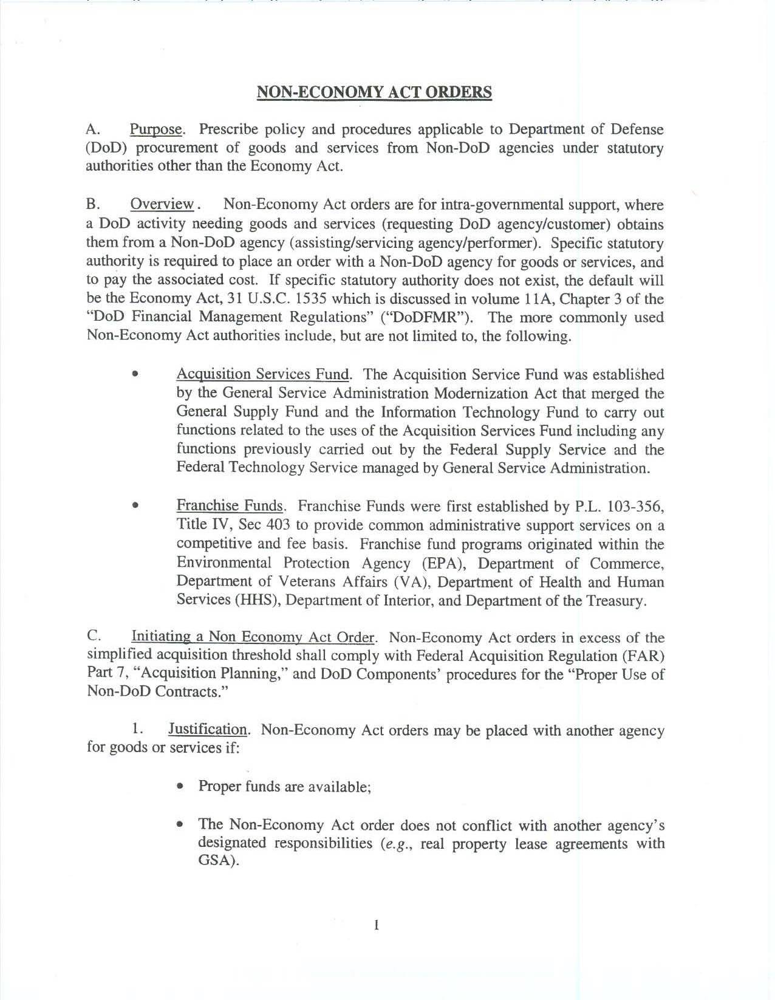 NON-ECONOMY ACT ORDERS
A. Purpose. Prescribe policy and procedures applicable to Department of Defense
(DoD) procurement of goods and services from Non-DoD agencies under statutory
authorities other than the Economy Act.
B. Overview . Non-Economy Act orders are for intra-governmental support, where
a DoD activity needing goods and services (requesting DoD agency/customer) obtains
them from a Non-DoD agency (assisting/servicing agency/performer). Specific statutory
authority is required to place an order with a Non-DoD agency for goods or services, and
to pay the associated cost. If specific statutory authority does not exist, the default will
be the Economy Act, 31 U.S.C. 1535 which is discussed in volume 11A, Chapter 3 of the
“DoD Financial Management Regulations” (“DoDFMR”). The more commonly used
Non-Economy Act authorities include, but are not limited to, the following.
• Acquisition Services Fund. The Acquisition Service Fund was established
by the General Service Administration Modernization Act that merged the
General Supply Fund and the Information Technology Fund to carry out
functions related to the uses of the Acquisition Services Fund including any
functions previously carried out by the Federal Supply Service and the
Federal Technology Service managed by General Service Administration.
• Franchise Funds. Franchise Funds were first established by P.L. 103-356,
Title IV, Sec 403 to provide common administrative support services on a
competitive and fee basis. Franchise fund programs originated within the
Environmental Protection Agency (EPA), Department of Commerce,
Department of Veterans Affairs (VA), Department of Health and Human
Services (HHS), Department of Interior, and Department of the Treasury.
C. Initiating a Non Economy Act Order. Non-Economy Act orders in excess of the
simplified acquisition threshold shall comply with Federal Acquisition Regulation (FAR)
Part 7, “Acquisition Planning,” and DoD Components’ procedures for the “Proper Use of
Non-DoD Contracts.”
1. Justification. Non-Economy Act orders may be placed with another agency
for goods or services if:
• Proper funds are available;
• The Non-Economy Act order does not conflict with another agency’s
designated responsibilities (e.g., real property lease agreements with
GSA).
1